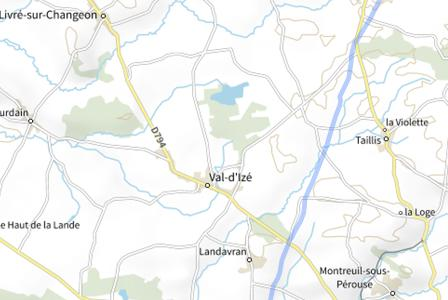 Livré-sur-Changeon
ourdain
D794
la Violette
Taillis
Val-d'Izé
la Loge
e Haut de la Lande
Landavran
Montreuil-sous-
Pérouse